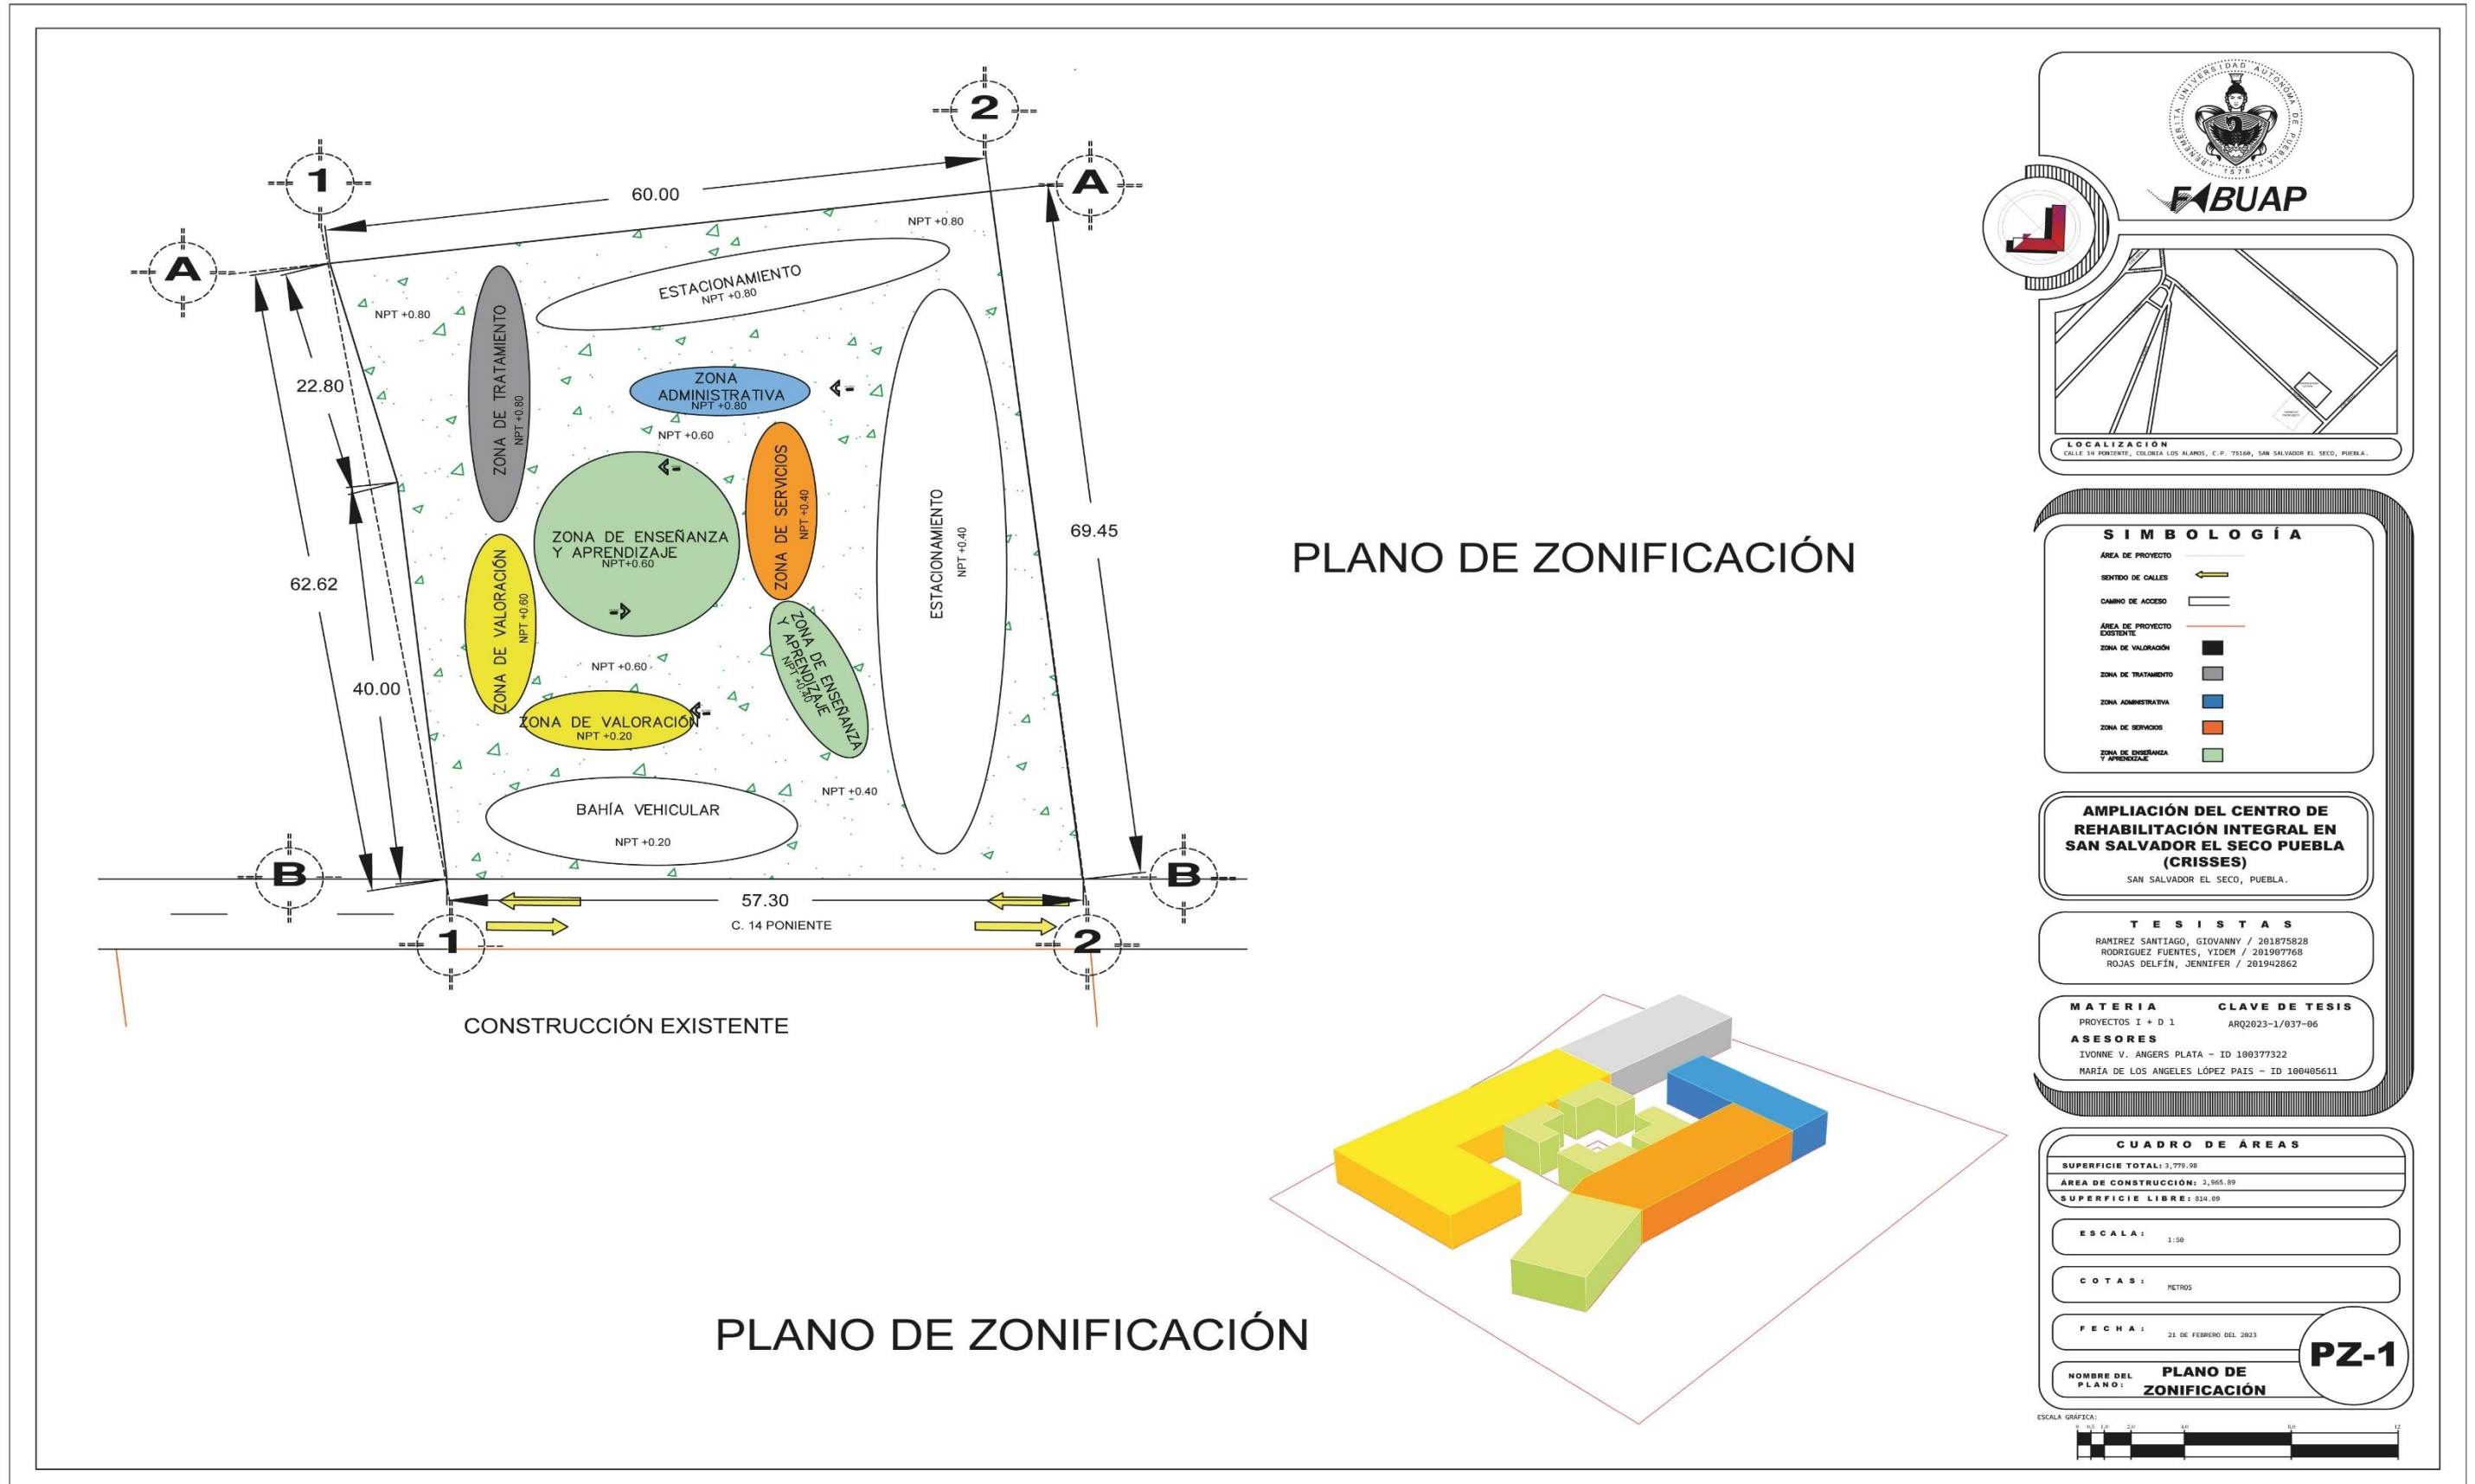 2
1
A
A
60.00
NPT +0.80
ESTACIONAMIENTO
NPT +0.80
NPT +0.80
ZONA DE TRATAMIENTO
NPT +0.80
22.80
ZONA
ADMINISTRATIVA
NPT +0.80
NPT +0.60
ZONA DE SERVICIOS
NPT +0.40
ZONA DE ENSEÑANZA
Y APRENDIZAJE
NPT+0.60
ESTACIONAMIENTO
NPT +0.40
69.45
62.62
ZONA DE VALORACIÓN
NPT +0.60
NPT +0.60
ZONA DE ENSEÑANZA
Y APRENDIZAJE
NPT +0.40
40.00
ZONA DE VALORACIÓN
NPT +0.20
BAHÍA VEHICULAR
NPT +0.20
NPT +0.40
B
B
57.30
C. 14 PONIENTE
1
2
CONSTRUCCIÓN EXISTENTE
PLANO DE ZONIFICACIÓN
PLANO DE ZONIFICACIÓN
BENEMÉRITA UNIVERSIDAD AUTÓNOMA DE PUEBLA
1578
FABUAP
LOCALIZACIÓN
CALLE 14 PONIENTE, COLONIA LOS ALAMOS, C.P. 75160, SAN SALVADOR EL SECO, PUEBLA.
SIMBOLOGÍA
ÁREA DE PROYECTO
SENTIDO DE CALLES
CAMINO DE ACCESO
ÁREA DE PROYECTO
EXISTENTE
ZONA DE VALORACIÓN
ZONA DE TRATAMIENTO
ZONA ADMINISTRATIVA
ZONA DE SERVICIOS
ZONA DE ENSEÑANZA
Y APRENDIZAJE
AMPLIACIÓN DEL CENTRO DE
REHABILITACIÓN INTEGRAL EN
SAN SALVADOR EL SECO PUEBLA
(CRISSES)
SAN SALVADOR EL SECO, PUEBLA.
TESISTAS
RAMIREZ SANTIAGO, GIOVANNY / 201875828
RODRIGUEZ FUENTES, YIDEM / 201907768
ROJAS DELFÍN, JENNIFER / 201942862
MATERIA CLAVE DE TESIS
PROYECTOS I + D 1 ARQ2023-1/037-06
ASESORES
IVONNE V. ANGERS PLATA - ID 100377322
MARÍA DE LOS ANGELES LÓPEZ PAIS - ID 100405611
CUADRO DE ÁREAS
SUPERFICIE TOTAL: 3,779.98
ÁREA DE CONSTRUCCIÓN: 2,965.89
SUPERFICIE LIBRE: 814.09
ESCALA: 1:50
COTAS: METROS
FECHA: 21 DE FEBRERO DEL 2023
PZ-1
NOMBRE DEL
PLANO:
PLANO DE
ZONIFICACIÓN
ESCALA GRÁFICA: